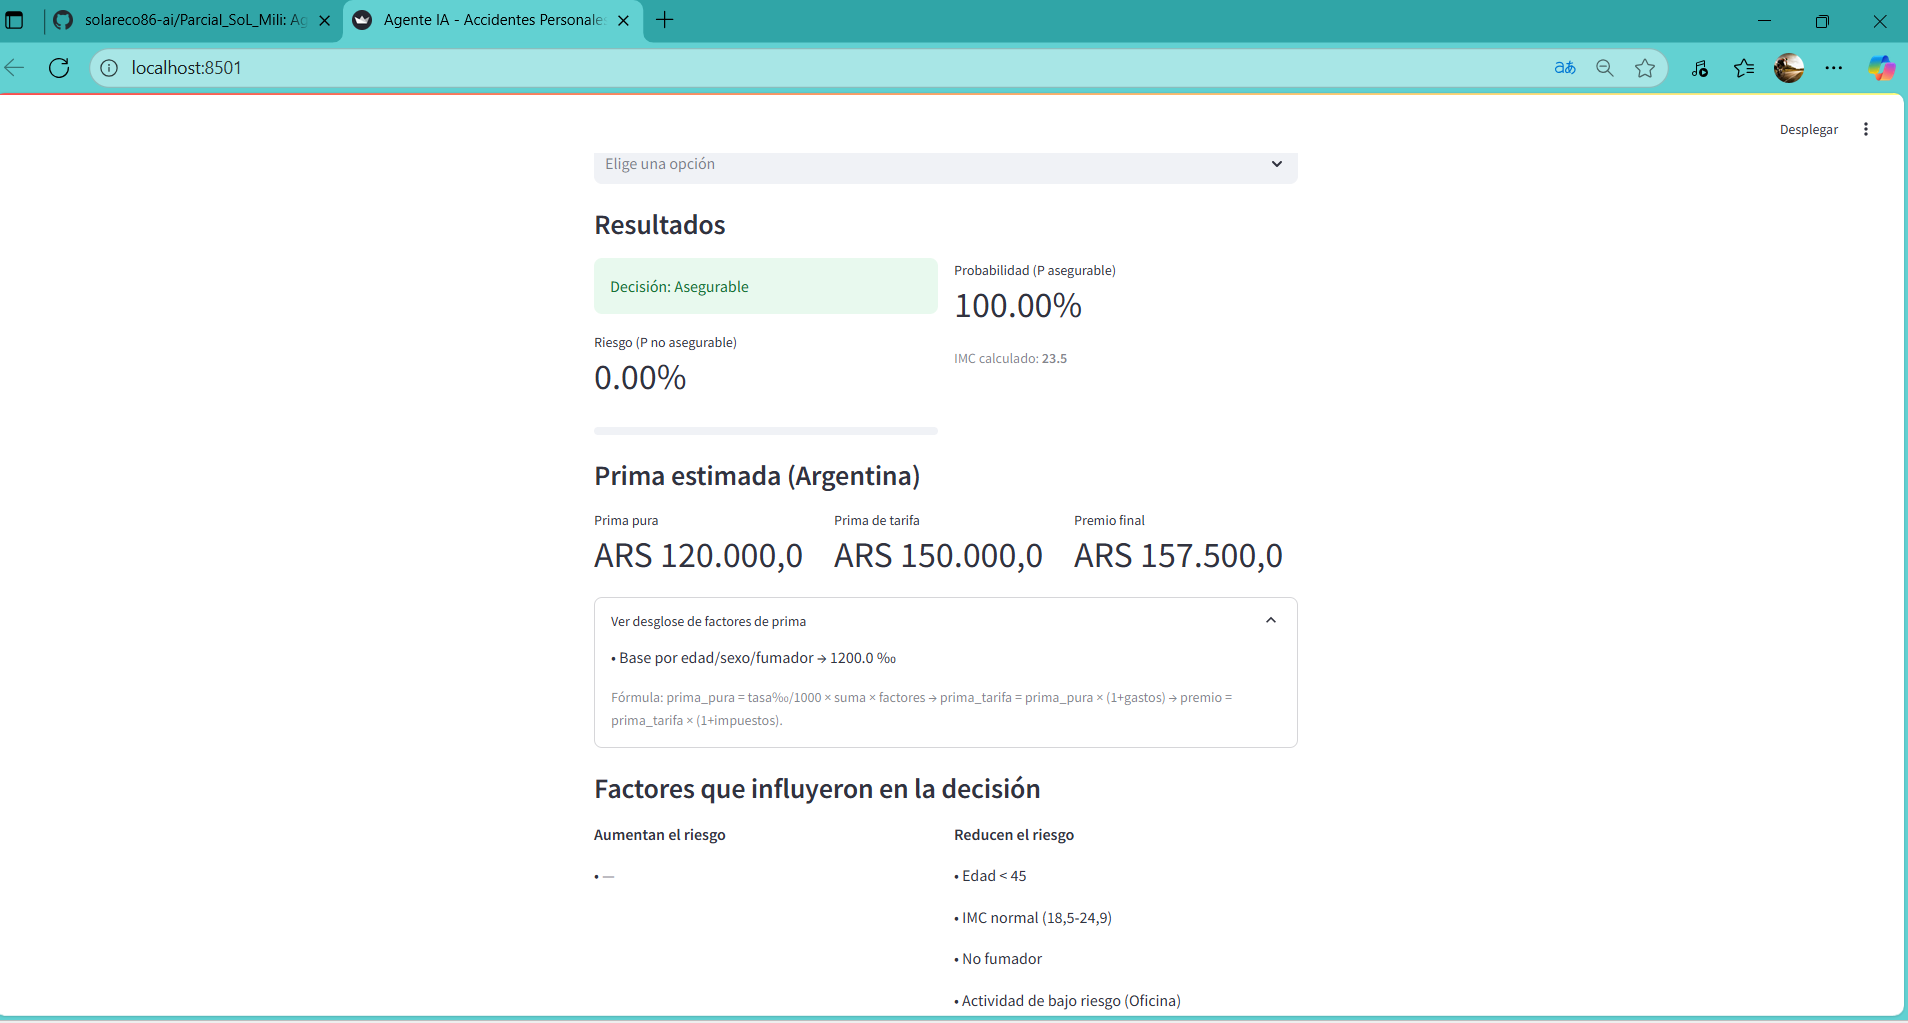 solareco86-ai/Parcial_SoL_Mili: Ag
Agente IA - Accidentes Personales
localhost:8501
aあ
Desplegar
Elige una opción
Resultados
Decisión: Asegurable
Probabilidad (P asegurable)
100.00%
Riesgo (P no asegurable)
0.00%
IMC calculado: 23.5
Prima estimada (Argentina)
Prima pura
Prima de tarifa
Premio final
ARS 120.000,0
ARS 150.000,0
ARS 157.500,0
Ver desglose de factores de prima
• Base por edad/sexo/fumador → 1200.0 ‰
Fórmula: prima_pura = tasa‰/1000 × suma × factores → prima_tarifa = prima_pura × (1+gastos) → premio =
prima_tarifa × (1+impuestos).
Factores que influyeron en la decisión
Aumentan el riesgo
• —
Reducen el riesgo
• Edad < 45
• IMC normal (18,5-24,9)
• No fumador
• Actividad de bajo riesgo (Oficina)